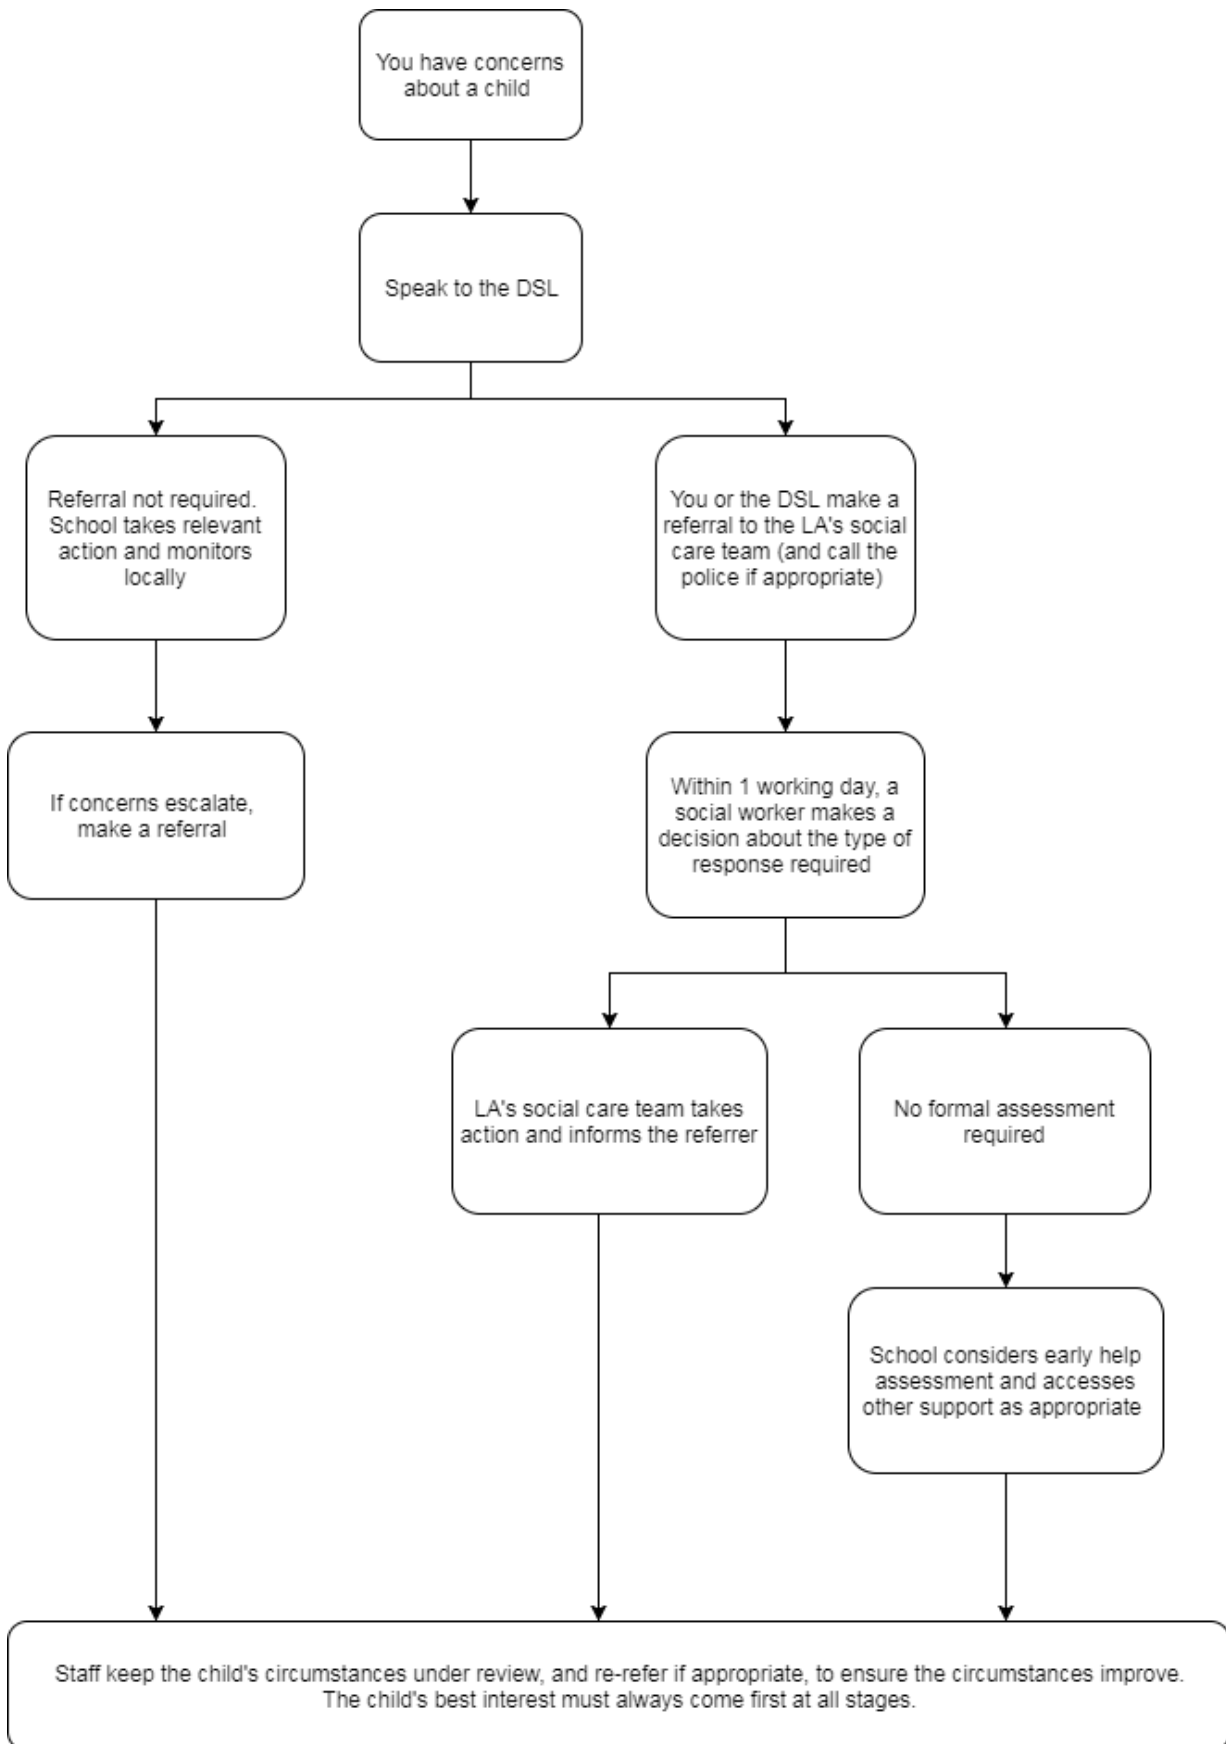 You have concerns
about a child
Speak to the DSL
Referral not required.
School takes relevant
action and monitors
locally
You or the DSL make a
referral to the LA's social
care team (and call the
police if appropriate)
If concerns escalate,
make a referral
Within 1 working day, a
social worker makes a
decision about the type of
response required
LA's social care team takes
action and informs the referrer
No formal assessment
required
School considers early help
assessment and accesses
other support as appropriate
Staff keep the child's circumstances under review, and re-refer if appropriate, to ensure the circumstances improve.
The child's best interest must always come first at all stages.